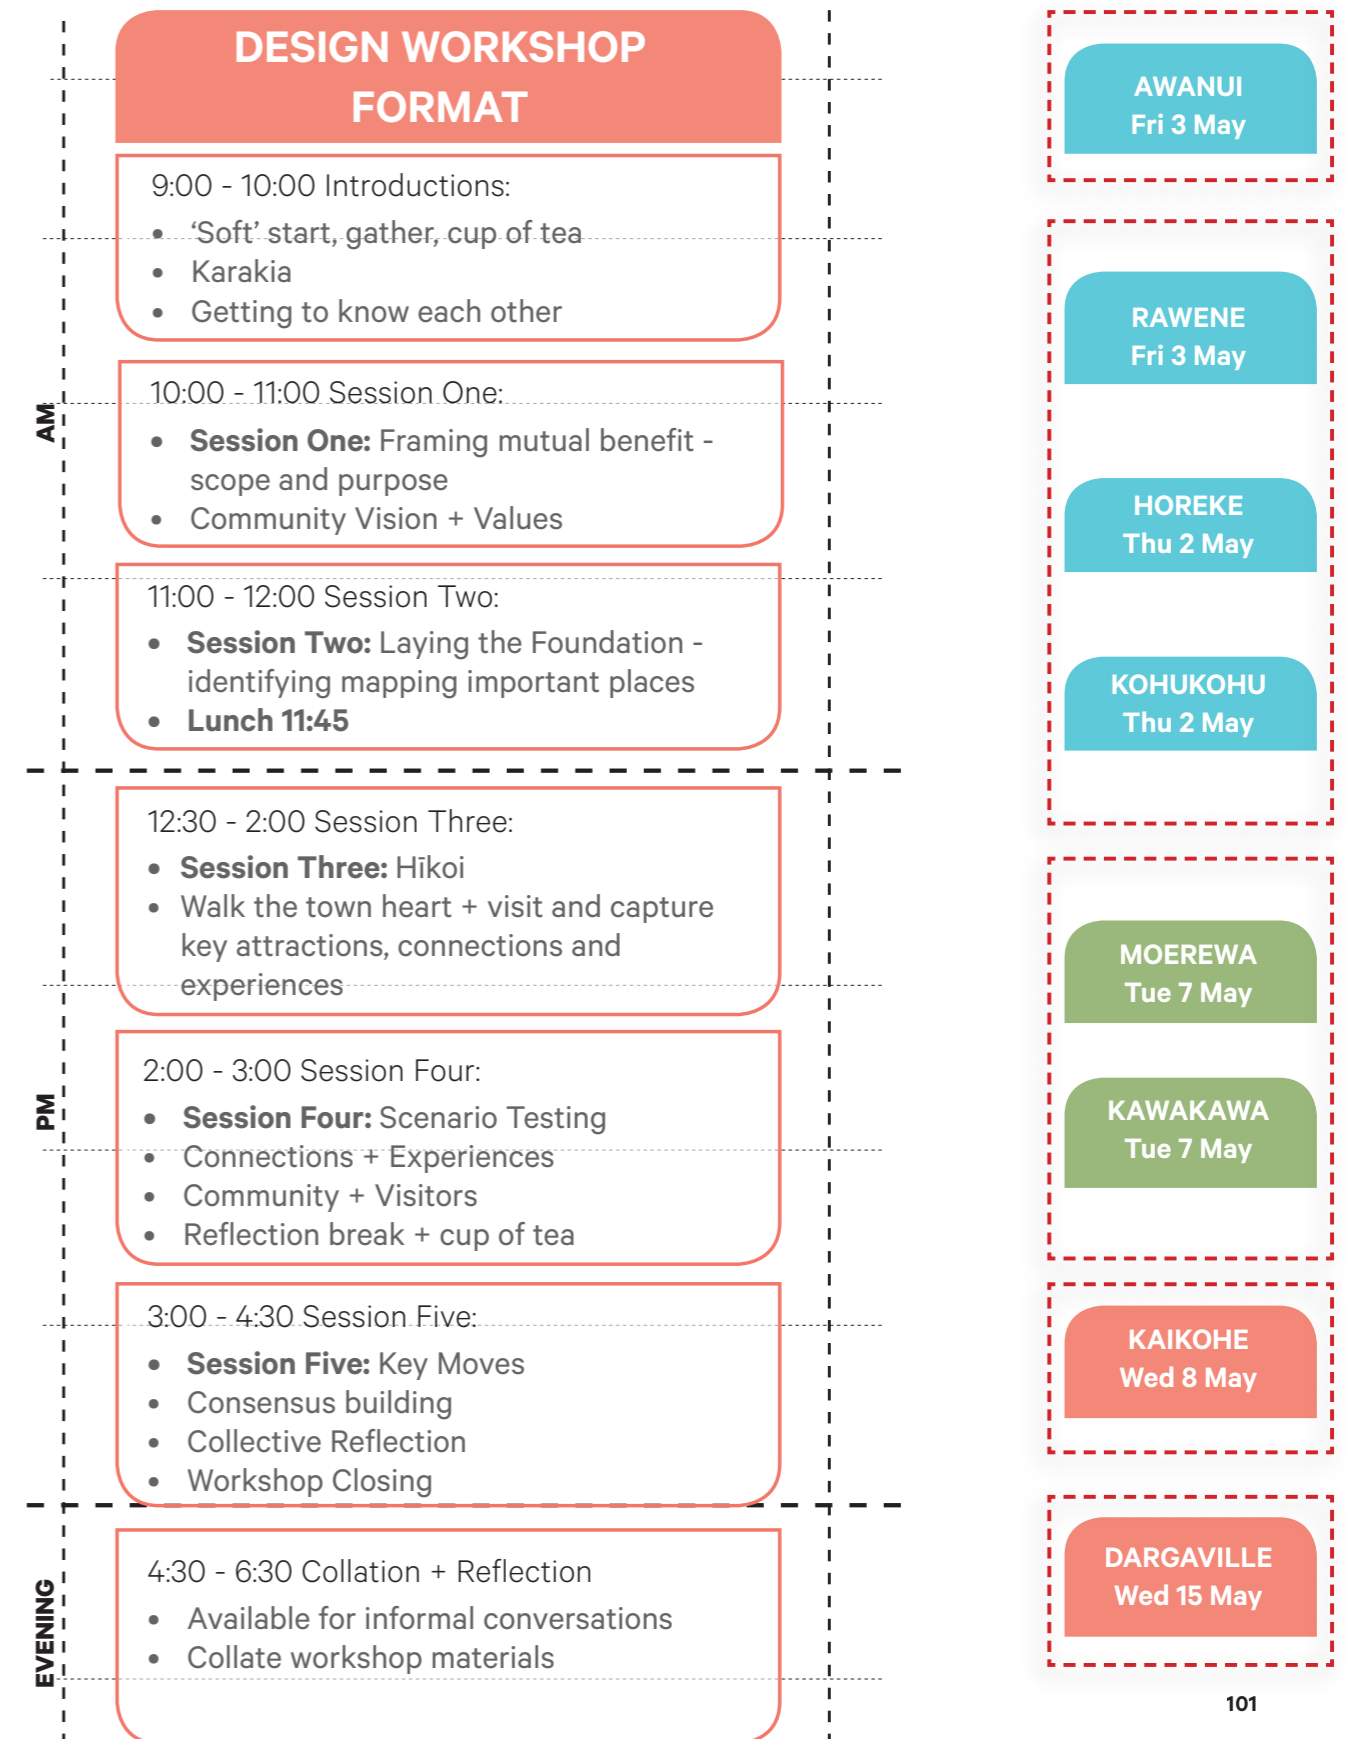 DESIGN WORKSHOP
FORMAT
AM
9:00 - 10:00 Introductions:
• ‘Soft’ start, gather, cup of tea
• Karakia
• Getting to know each other
10:00 - 11:00 Session One:
• Session One: Framing mutual benefit -
scope and purpose
• Community Vision + Values
11:00 - 12:00 Session Two:
• Session Two: Laying the Foundation -
identifying mapping important places
• Lunch 11:45
PM
12:30 - 2:00 Session Three:
• Session Three: Hīkoi
• Walk the town heart + visit and capture
key attractions, connections and
experiences
2:00 - 3:00 Session Four:
• Session Four: Scenario Testing
• Connections + Experiences
• Community + Visitors
• Reflection break + cup of tea
3:00 - 4:30 Session Five:
• Session Five: Key Moves
• Consensus building
• Collective Reflection
• Workshop Closing
EVENING
4:30 - 6:30 Collation + Reflection
• Available for informal conversations
• Collate workshop materials
AWANUI
Fri 3 May
RAWENE
Fri 3 May
HOREKE
Thu 2 May
KOHUKOHU
Thu 2 May
MOEREWA
Tue 7 May
KAWAKAWA
Tue 7 May
KAIKOHE
Wed 8 May
DARGAVILLE
Wed 15 May
101